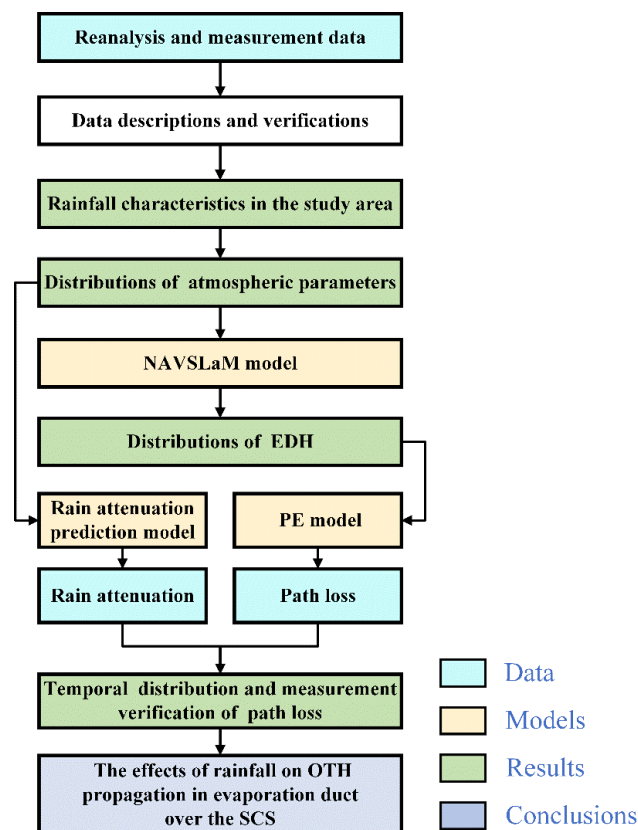 Reanalysis and measurement data
Data descriptions and verifications
Rainfall characteristics in the study area
Distributions of atmospheric parameters
NAVSLaM model
Distributions of EDH
Rain attenuation
prediction model
PE model
Rain attenuation
Path loss
Temporal distribution and measurement
verification of path loss
The effects of rainfall on OTH
propagation in evaporation duct
over the SCS
Data
Models
Results
Conclusions